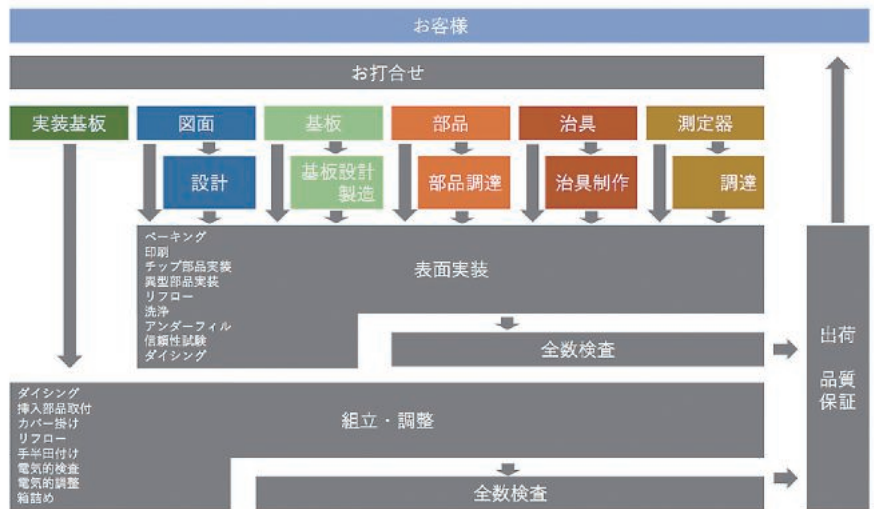 お客様
お打合せ
実装基板
図面
基板
部品
治具
測定器
設計
基板設計
製造
部品調達
治具制作
調達
ベーキング
印刷
チップ部品実装
異型部品実装
リフロー
洗浄
アンダーフィル
信頼性試験
ダイシング
表面実装
全数検査
出荷
品質
保証
ダイシング
挿入部品取付
カバー掛け
リフロー
手半田付け
電気的検査
電気的調整
箱詰め
組立・調整
全数検査